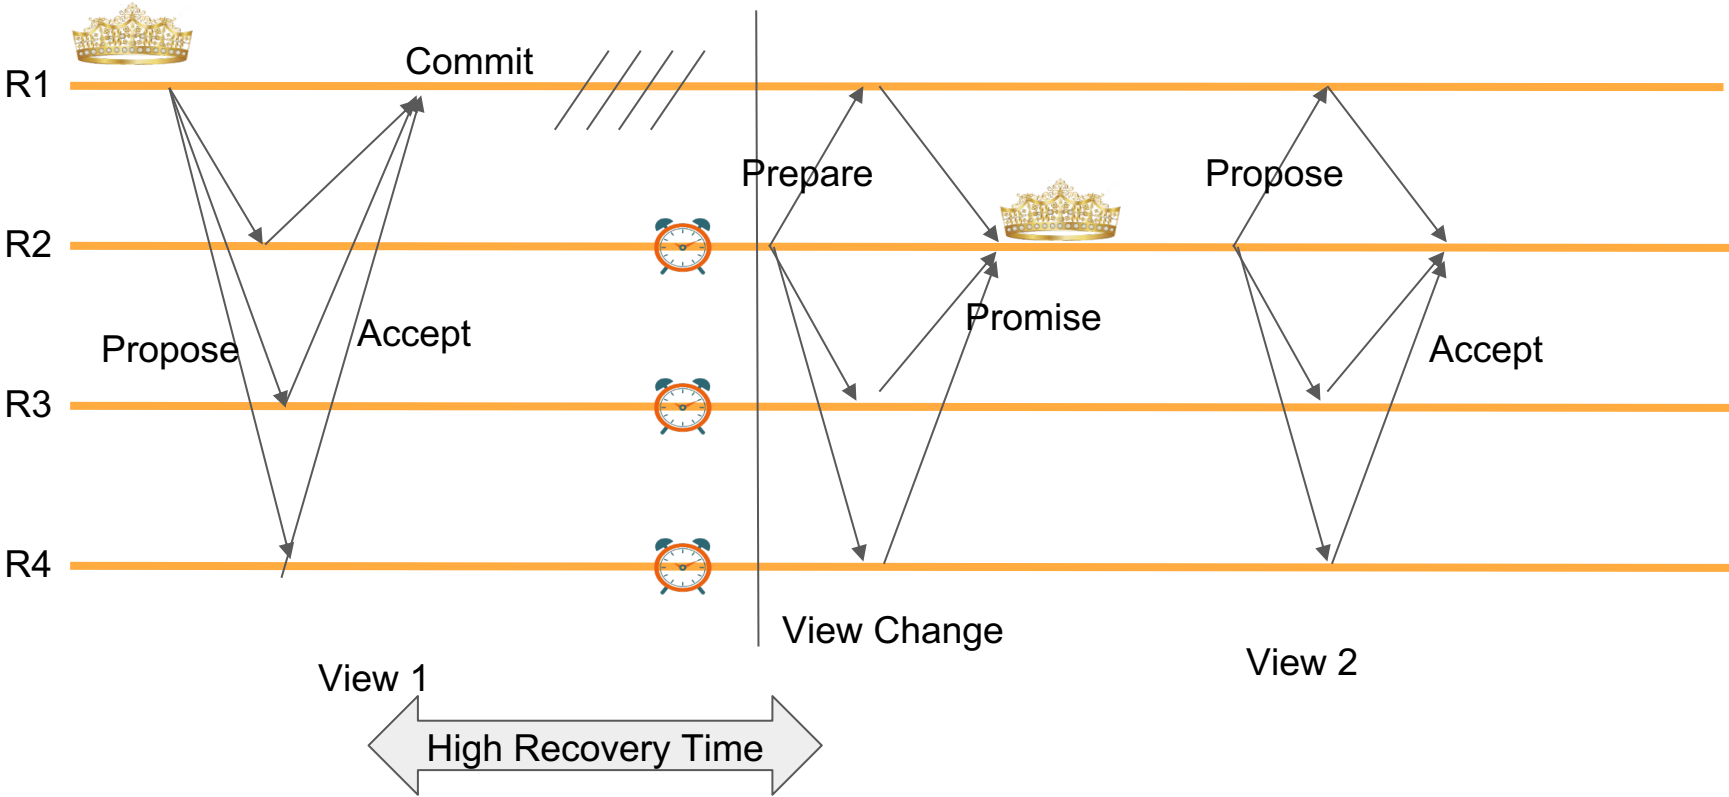 Commit
R1
Prepare
Propose
R2
Promise
Accept
Propose
Accept
R3
R4
View Change
View 1
View 2
High Recovery Time